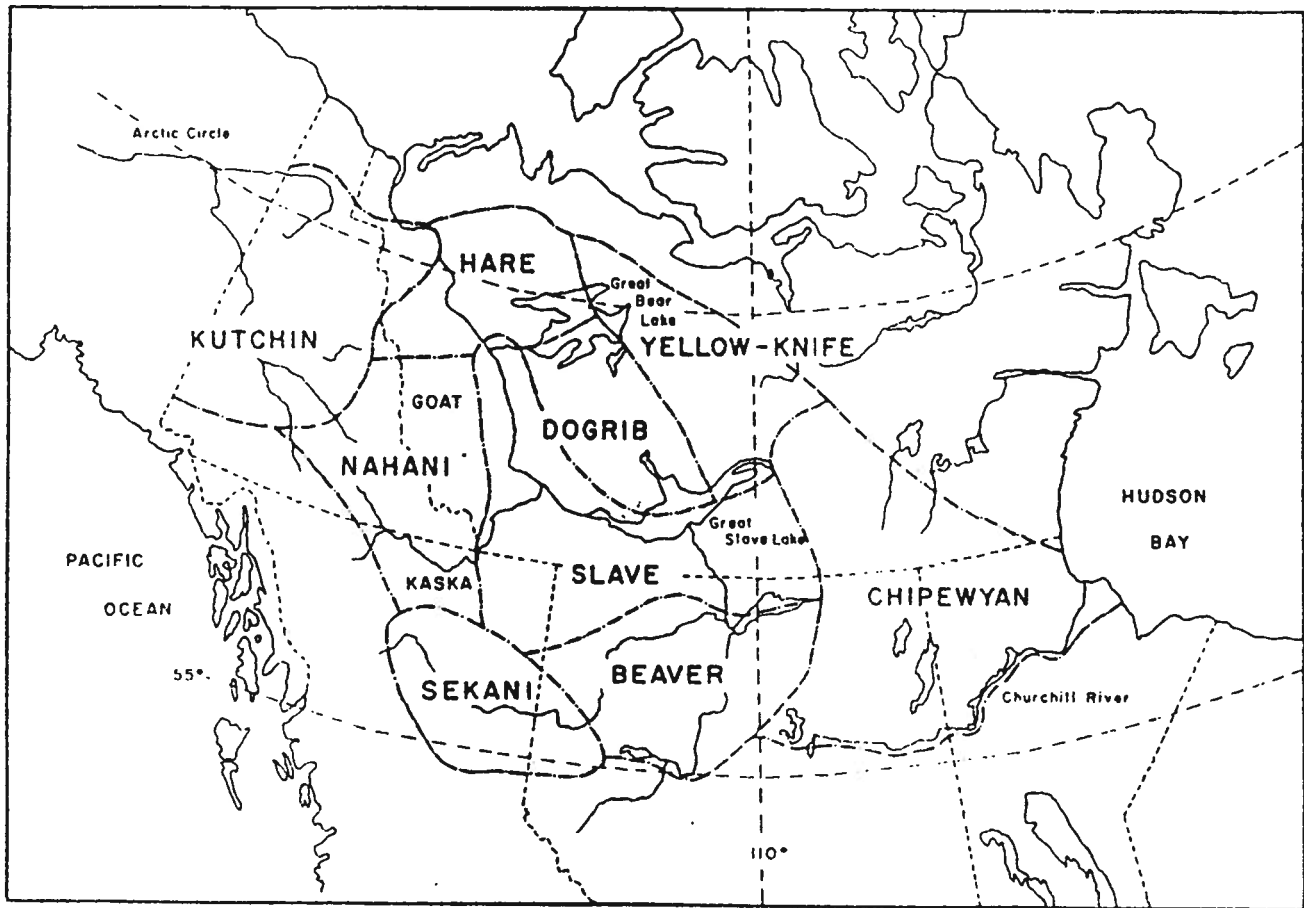 Arctic Circle
HARE
Great
Bear
Lake
KUTCHIN
YELLOW-KNIFE
GOAT
DOGRIB
NAHANI
HUDSON
BAY
Great
Slave Lake
PACIFIC
OCEAN
KASKA
SLAVE
CHIPEWYAN
55°
SEKANI
BEAVER
Churchill River
110°